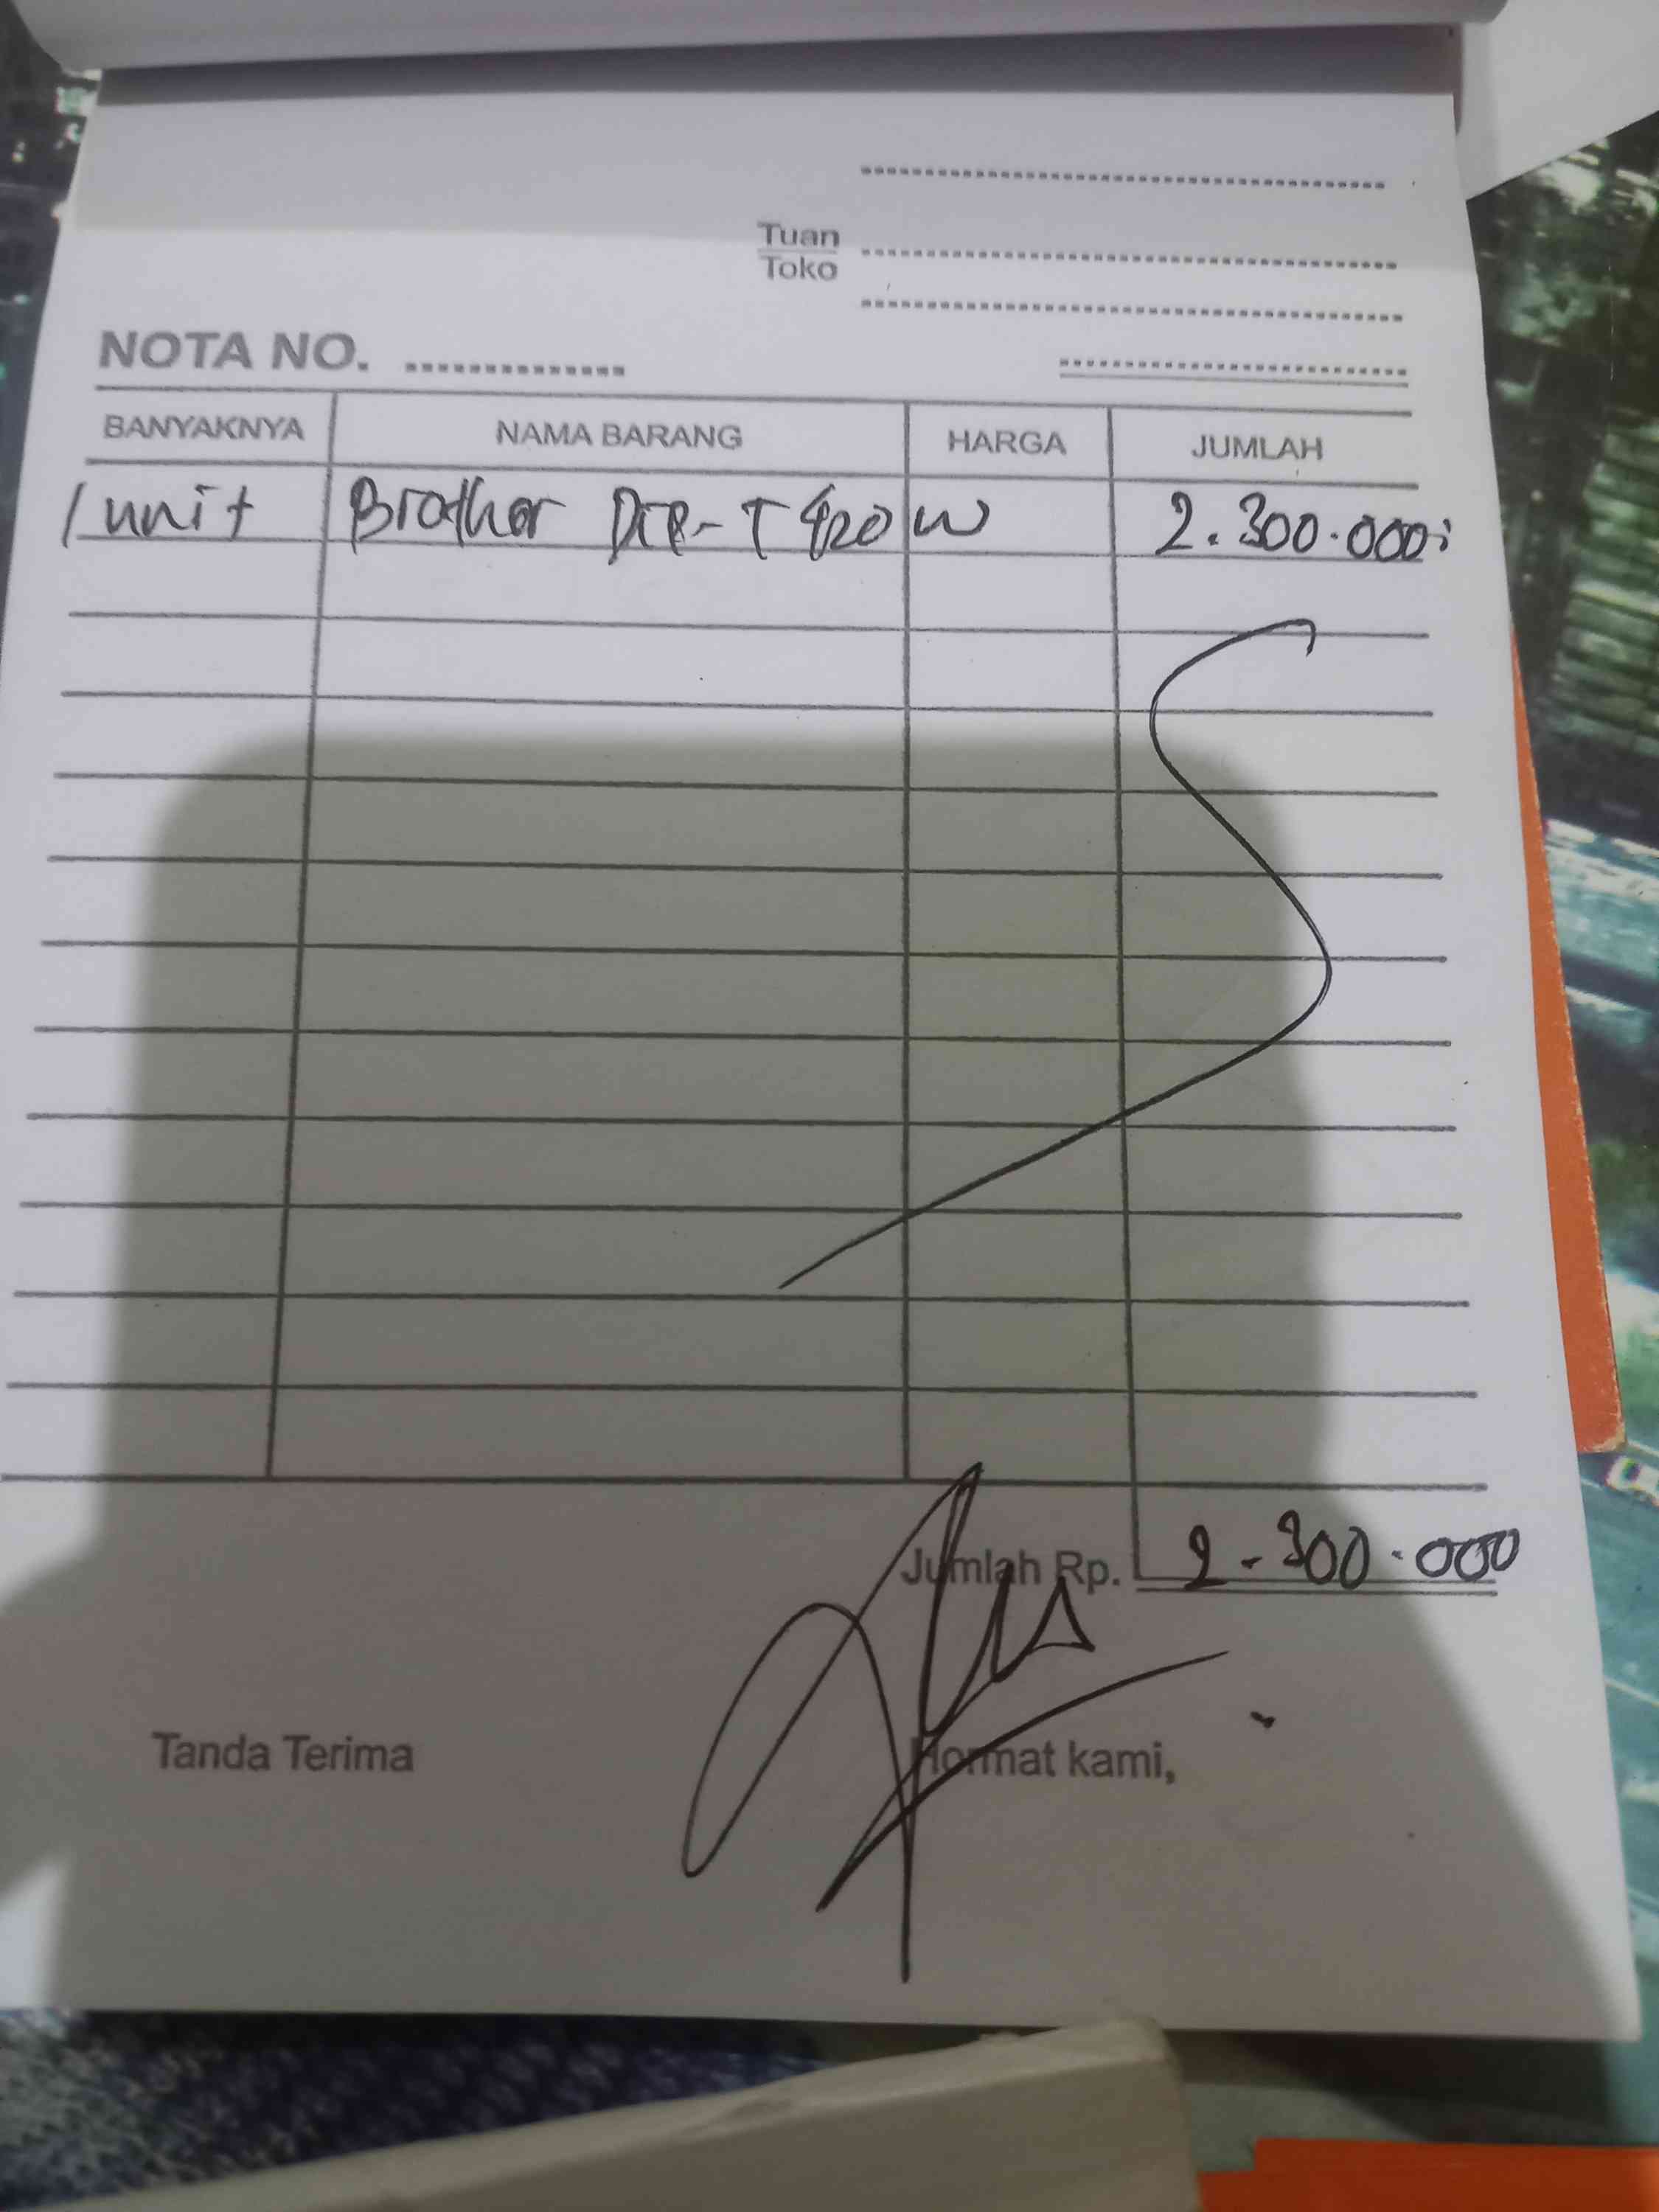 Tuan
Toko
NOTA NO.
BANYAKNYA NAMA BARANG HARGA JUMLAH
1 unit Brother DCP-T420W 2.300.000
Jumlah Rp. 2.300.000
Tanda Terima Hormat kami,